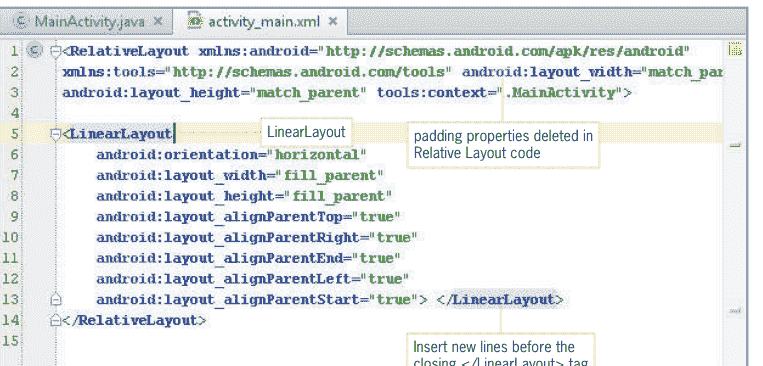 MainActivity.java × activity_main.xml ×
1 <RelativeLayout xmlns:android="http://schemas.android.com/apk/res/android"
2 xmlns:tools="http://schemas.android.com/tools" android:layout_width="match_par
3 android:layout_height="match_parent" tools:context=".MainActivity">
4
5 <LinearLayout
LinearLayout
padding properties deleted in
Relative Layout code
6 android:orientation="horizontal"
7 android:layout_width="fill_parent"
8 android:layout_height="fill_parent"
9 android:layout_alignParentTop="true"
10 android:layout_alignParentRight="true"
11 android:layout_alignParentEnd="true"
12 android:layout_alignParentLeft="true"
13 android:layout_alignParentStart="true"> </LinearLayout>
14 </RelativeLayout>
15
Insert new lines before the
closing </LinearLayout> tag